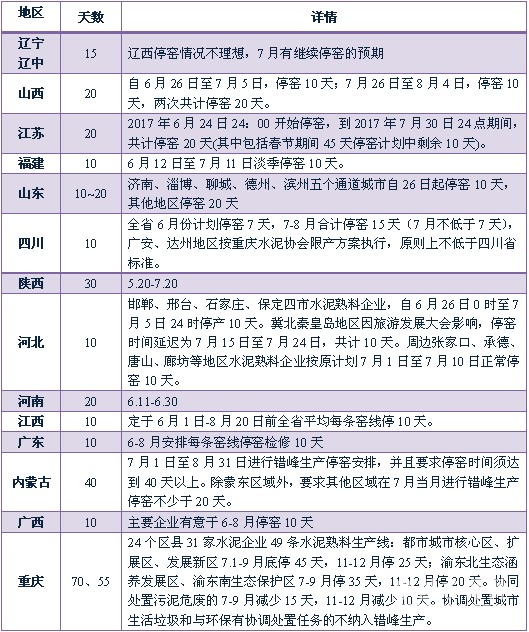 地区 天数 详情
辽宁
辽中 15 辽西停窑情况不理想，7月有继续停窑的预期
山西 20 自6月26日至7月5日，停窑10天；7月26日至8月4日，停窑10
天，两次共计停窑20天。
江苏 20 2017年6月24日24：00开始停窑，到2017年7月30日24点期间，
共计停窑20天(其中包括春节期间45天停窑计划中剩余10天)。
福建 10 6月12日至7月11日淡季停窑10天。
山东 10~20 济南、淄博、聊城、德州、滨州五个通道城市自26日起停窑10天，
其他地区停窑20天
四川 10 全省6月份计划停窑7天，7-8月合计停窑15天（7月不低于7天），
广安、达州地区按重庆水泥协会限产方案执行，原则上不低于四川省
标准。
陕西 30 5.20-7.20
河北 10 邯郸、邢台、石家庄、保定四市水泥熟料企业，自6月26日0时至7
月5日24时停产10天。冀北秦皇岛地区因旅游发展大会影响，停窑
时间延迟为7月15日至7月24日，共计10天。周边张家口、承德、
唐山、廊坊等地区水泥熟料企业按原计划7月1日至7月10日正常停
窑10天。
河南 20 6.11-6.30
江西 10 定于6月1日-8月20日前全省平均每条窑线停10天。
广东 10 6-8月安排每条窑线停窑检修10天
内蒙古 40 7月1日至8月31日进行错峰生产停窑安排，并且要求停窑时间须达
到40天以上。除蒙东区域外，要求其他区域在7月当月进行错峰生产
停窑不少于20天。
广西 10 主要企业有意于6-8月停窑10天
重庆 70、55 24个区县31家水泥企业49条水泥熟料生产线：都市城市核心区、扩
展区、发展新区7.1-9月底停45天，11-12月停25天；渝东北生态涵
养发展区、渝东南生态保护区7-9月停35天，11-12月停20天。协同
处置污泥危废的7-9月减少15天，11-12月减少10天。协调处置城市
生活垃圾和与环保有协调处置任务的不纳入错峰生产。